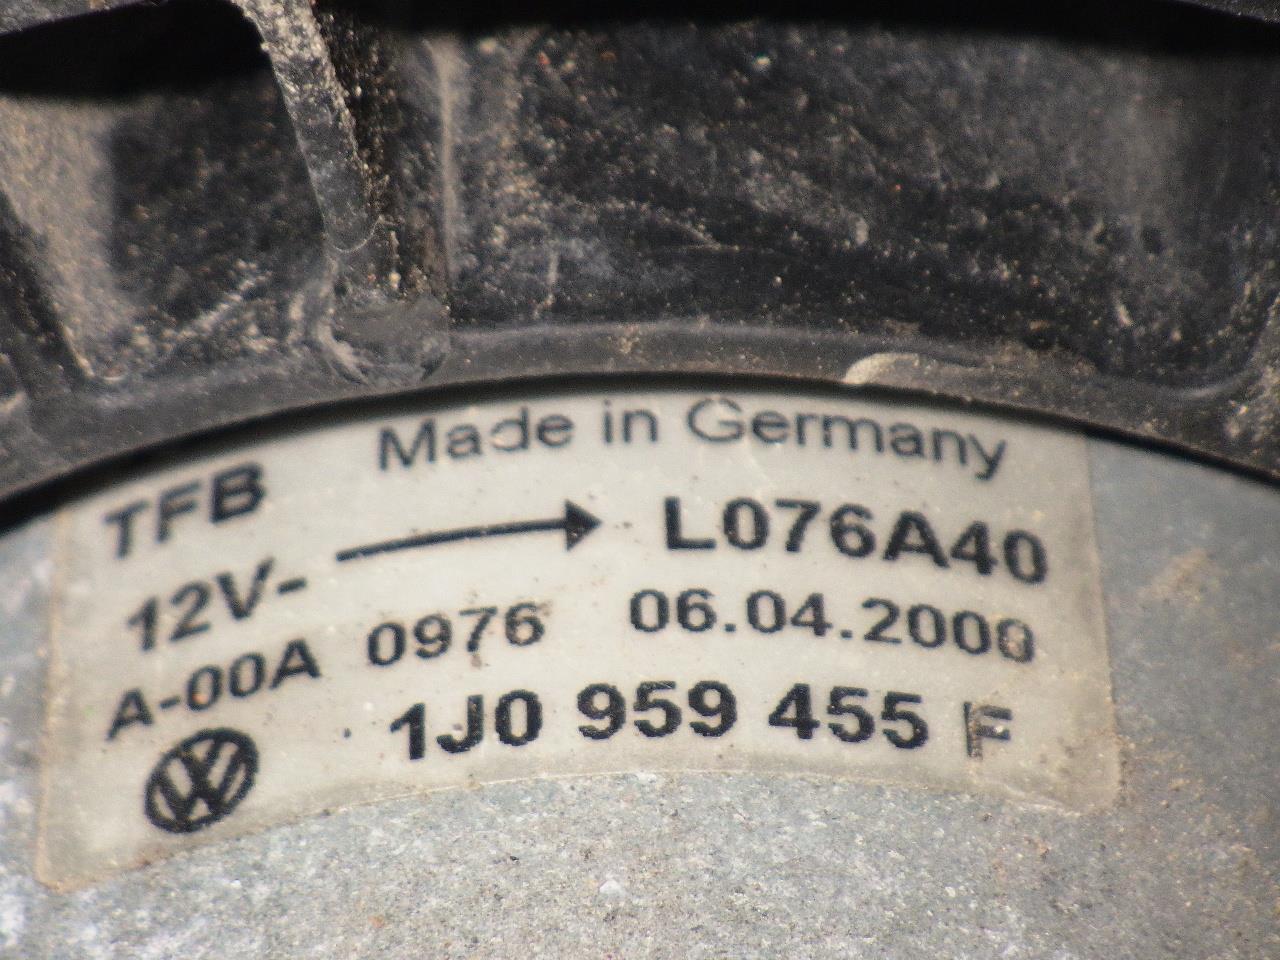 Made in Germany
TFB
12V- L076A40
A-00A 0976 06.04.2000
1J0 959 455 F